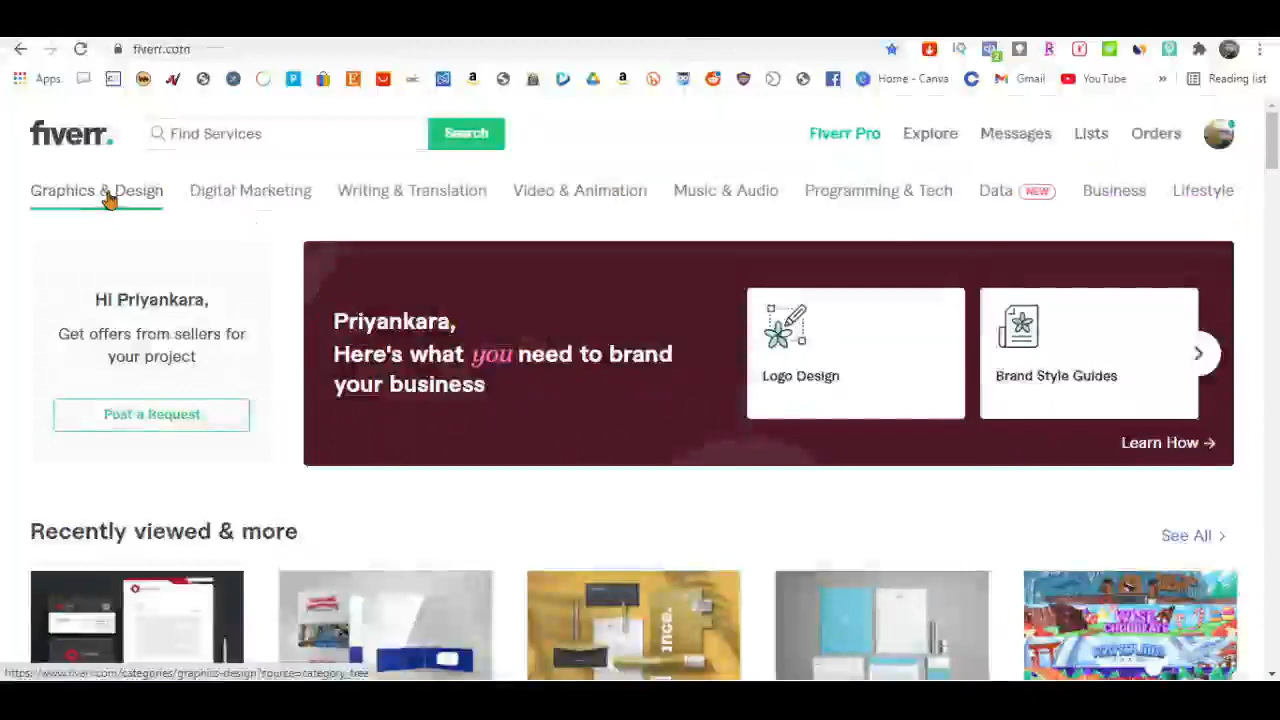 fiverr.com
Apps
Home - Canva
Gmail
YouTube
»
Reading list
fiverr.
Find Services
Search
Fiverr Pro
Explore
Messages
Lists
Orders
Graphics & Design
Digital Marketing
Writing & Translation
Video & Animation
Music & Audio
Programming & Tech
Data NEW
Business
Lifestyle
Hi Priyankara,
Get offers from sellers for
your project
Post a Request
Priyankara,
Here's what you need to brand
your business
Logo Design
Brand Style Guides
Learn How →
Recently viewed & more
See All >
https://www.fiverr.com/categories/graphics-design?source=category_tree